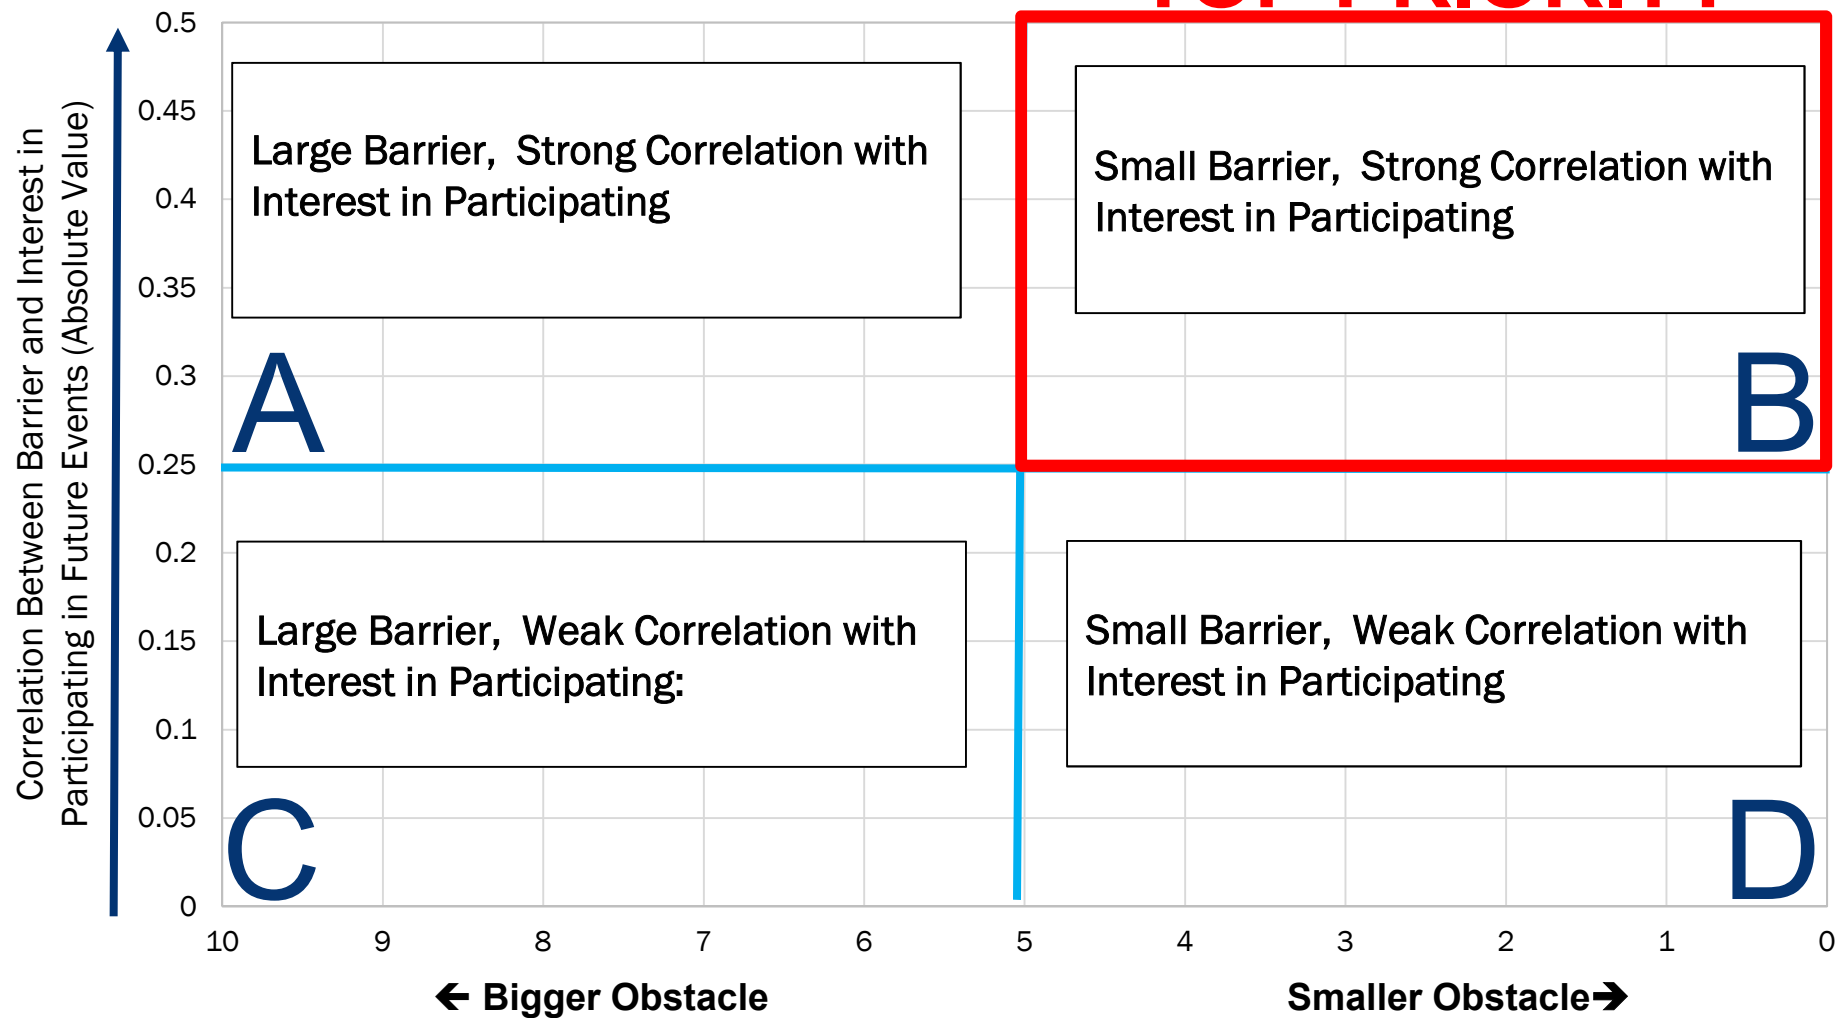 TOP PRIORITY
Correlation Between Barrier and Interest in
Participating in Future Events (Absolute Value)
0.5
0.45
0.4
0.35
0.3
0.25
0.2
0.15
0.1
0.05
0
Large Barrier, Strong Correlation with
Interest in Participating
A
Small Barrier, Strong Correlation with
Interest in Participating
B
Large Barrier, Weak Correlation with
Interest in Participating:
C
Small Barrier, Weak Correlation with
Interest in Participating
D
10 9 8 7 6 5 4 3 2 1 0
← Bigger Obstacle
Smaller Obstacle→